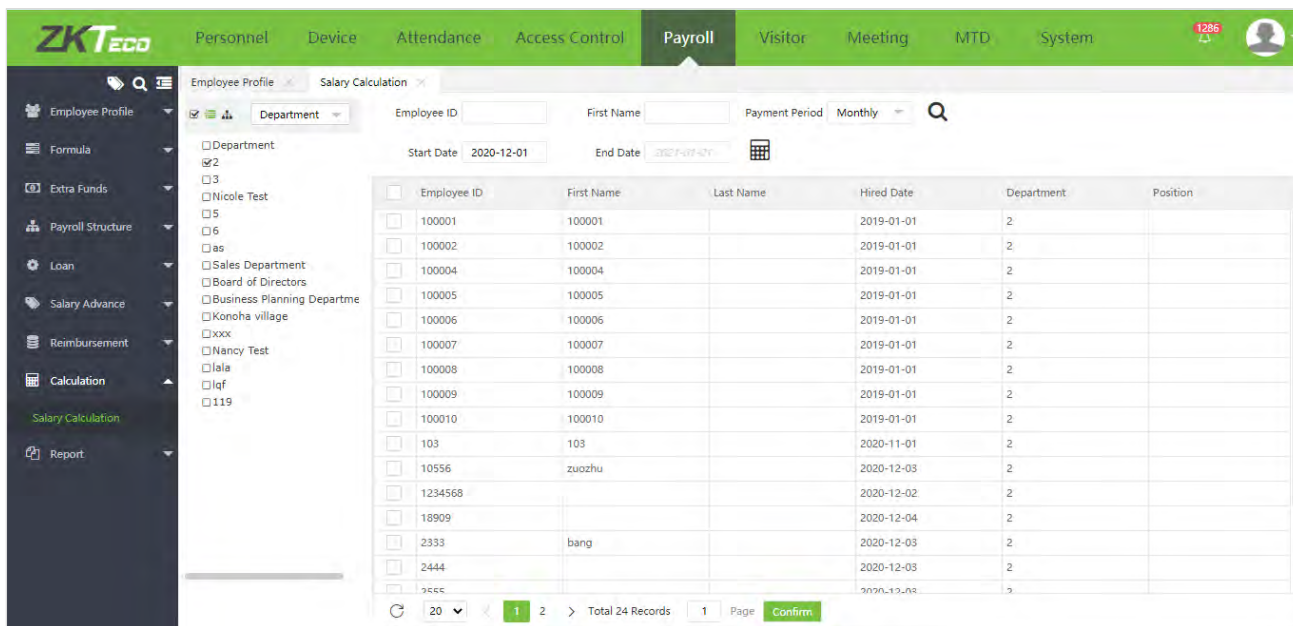 ZKTeco Personnel Device Attendance Access Control Payroll Visitor Meeting MTD System 1286
Employee Profile × Salary Calculation ×
Employee Profile
Formula
Extra Funds
Payroll Structure
Loan
Salary Advance
Reimbursement
Calculation
Salary Calculation
Report
Department
Department
2
3
Nicole Test
5
6
as
Sales Department
Board of Directors
Business Planning Departme
Konoha village
xxx
Nancy Test
lala
lqf
119
Employee ID First Name Payment Period Monthly
Start Date 2020-12-01 End Date 2021-01-01
Employee ID First Name Last Name Hired Date Department Position
100001 100001 2019-01-01 2
100002 100002 2019-01-01 2
100004 100004 2019-01-01 2
100005 100005 2019-01-01 2
100006 100006 2019-01-01 2
100007 100007 2019-01-01 2
100008 100008 2019-01-01 2
100009 100009 2019-01-01 2
100010 100010 2019-01-01 2
103 103 2020-11-01 2
10556 zuozhu 2020-12-03 2
1234568 2020-12-02 2
18909 2020-12-04 2
2333 bang 2020-12-03 2
2444 2020-12-03 2
2555 2020-12-03 2
20 < 1 2 > Total 24 Records 1 Page Confirm